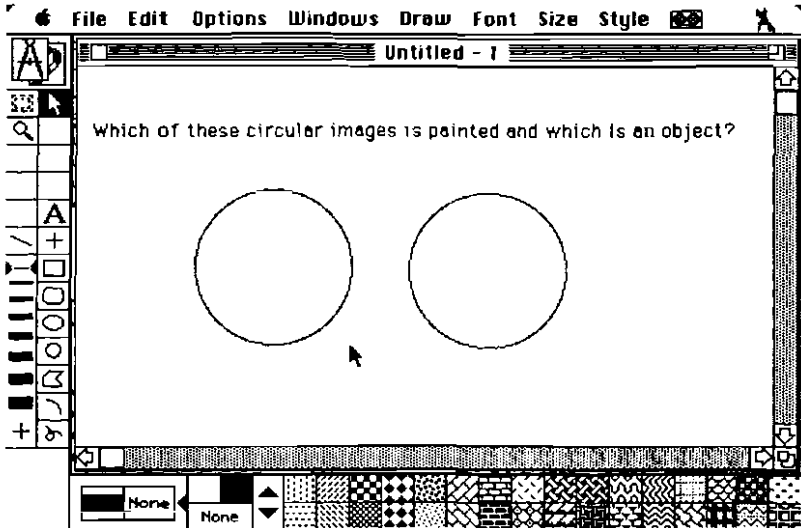 File Edit Options Windows Draw Font Size Style
Untitled - 1
Which of these circular images is painted and which is an object?
A
None
None